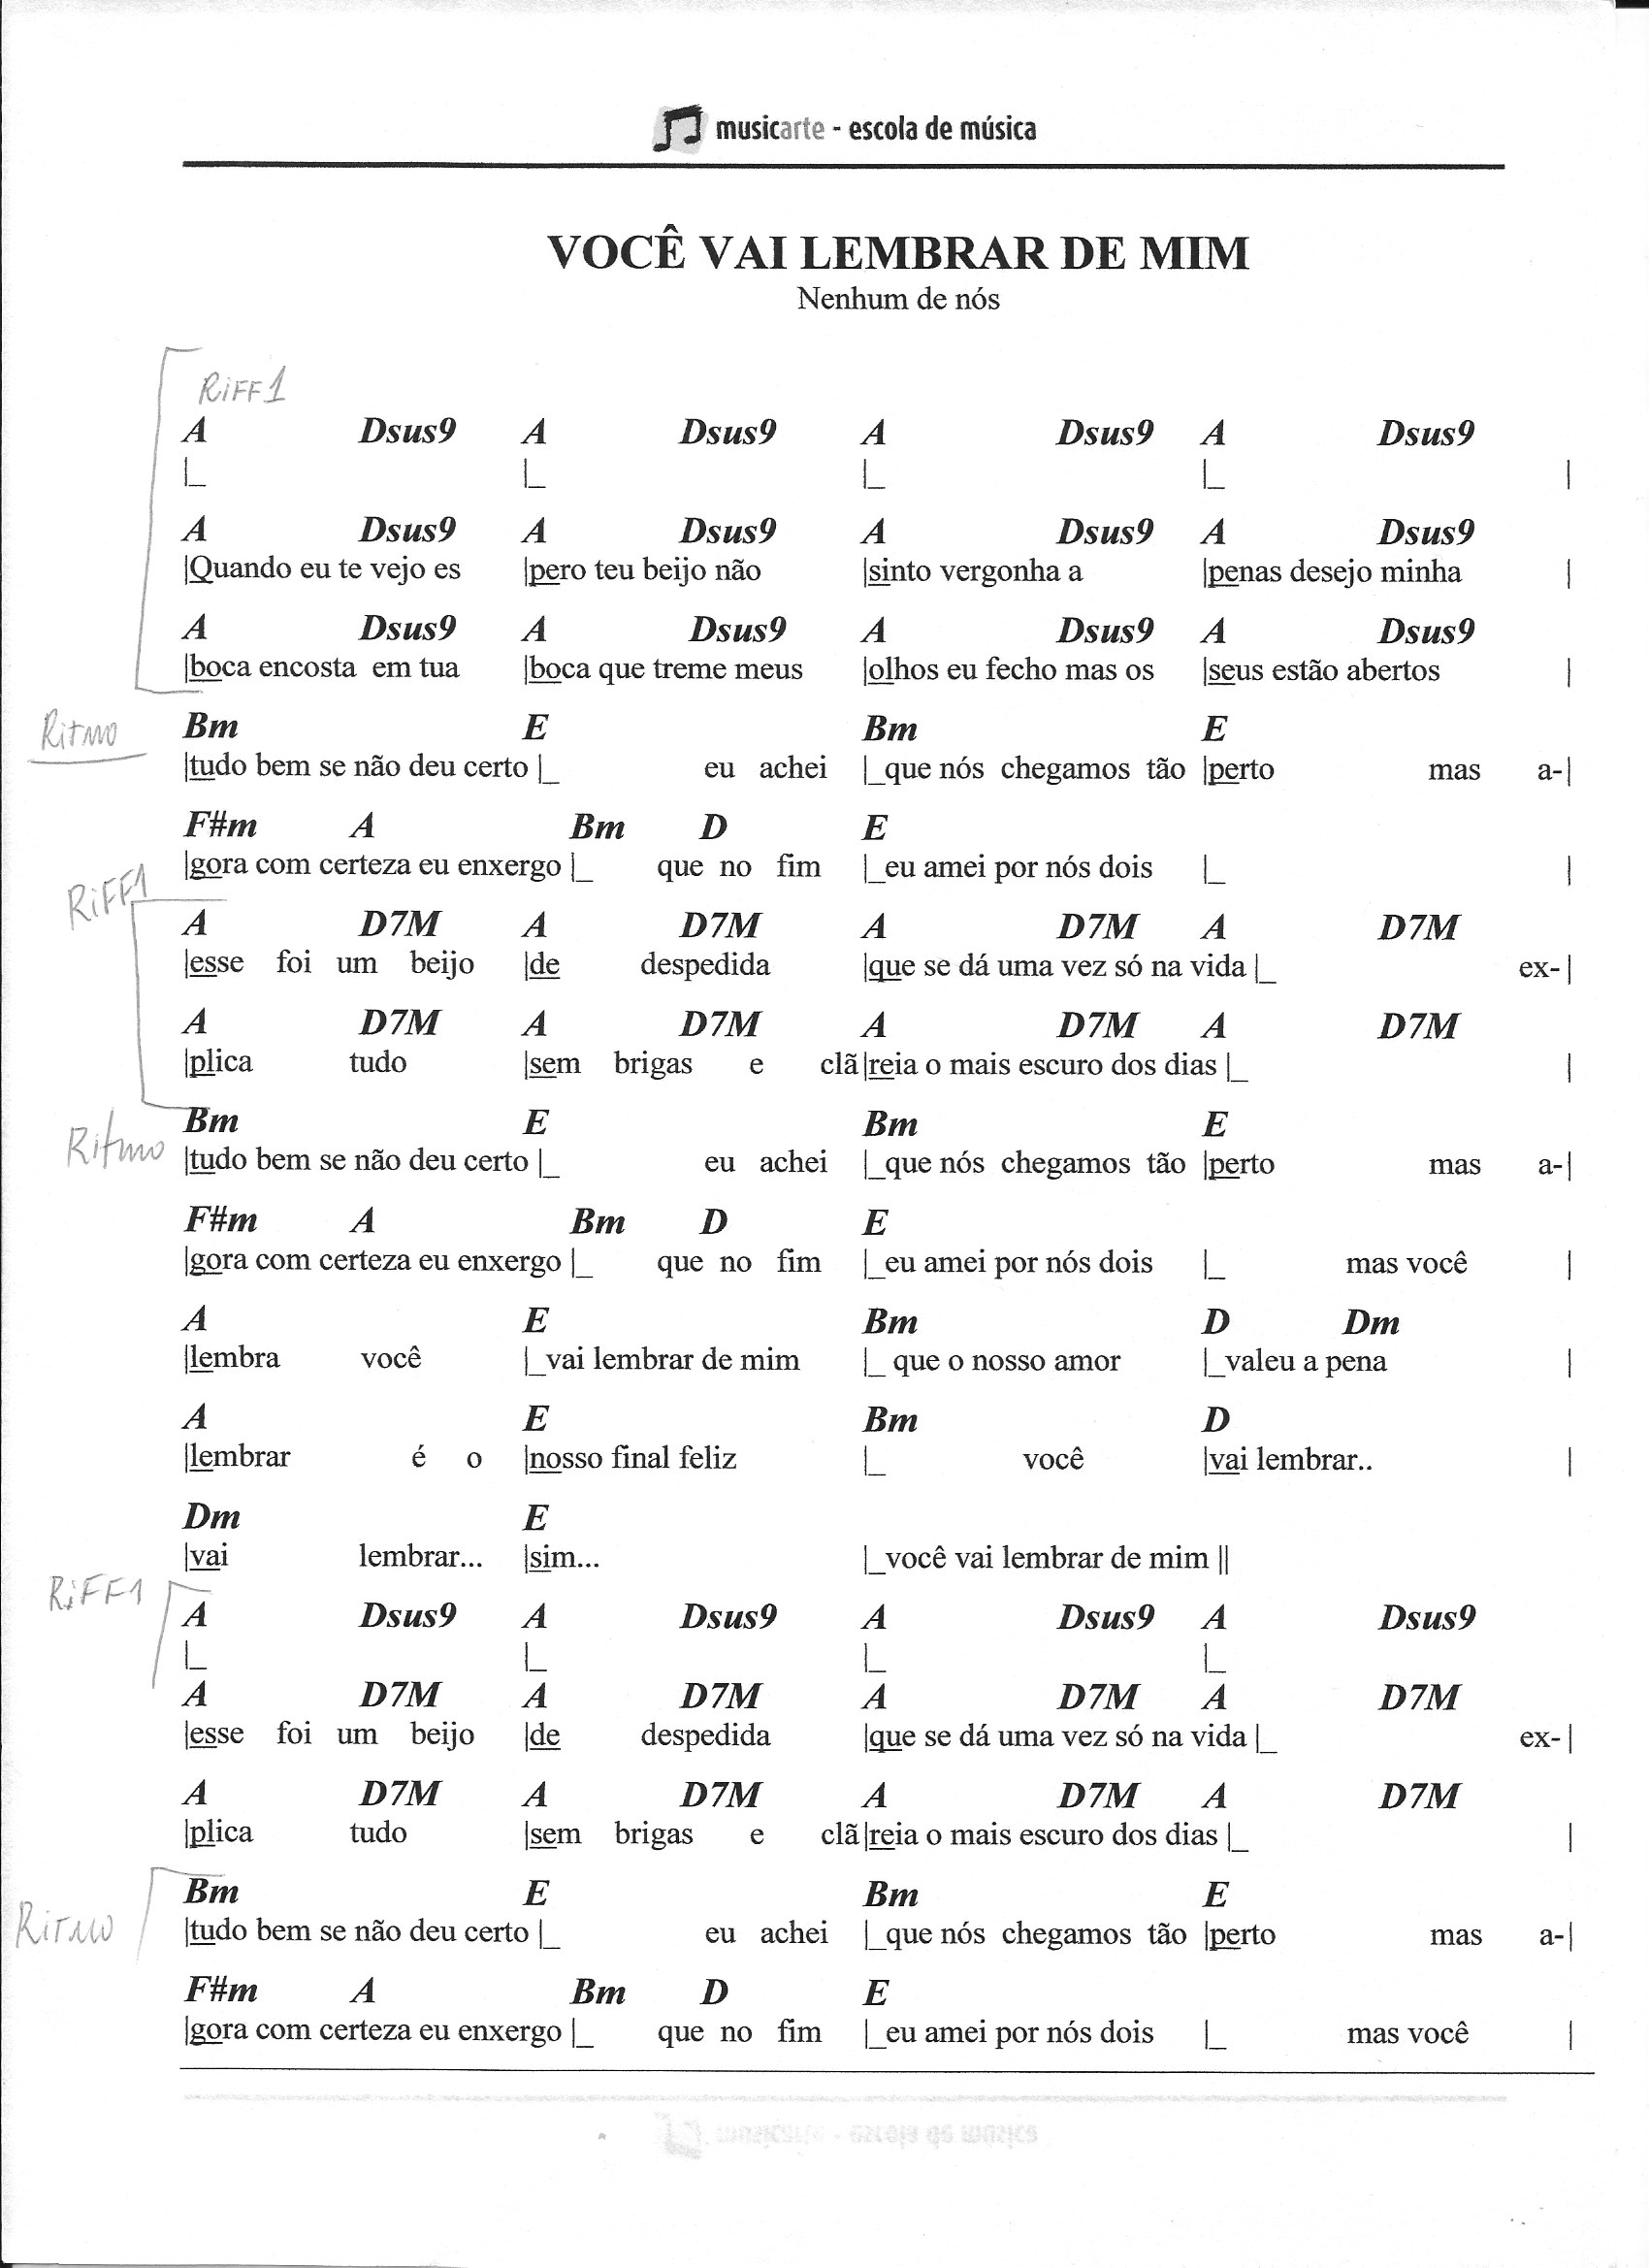 musicarte - escola de música
VOCÊ VAI LEMBRAR DE MIM
Nenhum de nós
RIFF1
A Dsus9 A Dsus9 A Dsus9 A Dsus9
|_ |_ |_ |_ |
A Dsus9 A Dsus9 A Dsus9 A Dsus9
|Quando eu te vejo es |pero teu beijo não |sinto vergonha a |penas desejo minha |
A Dsus9 A Dsus9 A Dsus9 A Dsus9
|boca encosta em tua |boca que treme meus |olhos eu fecho mas os |seus estão abertos |
Ritmo
Bm E Bm E
|tudo bem se não deu certo |_ eu achei |_que nós chegamos tão |perto mas a-|
F#m A Bm D E
|gora com certeza eu enxergo |_ que no fim |_eu amei por nós dois |_ |
RIFF1
A D7M A D7M A D7M A D7M
|esse foi um beijo |de despedida |que se dá uma vez só na vida |_ ex-|
A D7M A D7M A D7M A D7M
|plica tudo |sem brigas e clã|reia o mais escuro dos dias |_ |
Ritmo
Bm E Bm E
|tudo bem se não deu certo |_ eu achei |_que nós chegamos tão |perto mas a-|
F#m A Bm D E
|gora com certeza eu enxergo |_ que no fim |_eu amei por nós dois |_ mas você |
A E Bm D Dm
|lembra você |_vai lembrar de mim |_ que o nosso amor |_valeu a pena |
A E Bm D
|lembrar é o |nosso final feliz |_ você |vai lembrar.. |
Dm E
|vai lembrar... |sim... |_você vai lembrar de mim ||
RIFF1
A Dsus9 A Dsus9 A Dsus9 A Dsus9
|_ |_ |_ |_
A D7M A D7M A D7M A D7M
|esse foi um beijo |de despedida |que se dá uma vez só na vida |_ ex-|
A D7M A D7M A D7M A D7M
|plica tudo |sem brigas e clã|reia o mais escuro dos dias |_ |
Ritmo
Bm E Bm E
|tudo bem se não deu certo |_ eu achei |_que nós chegamos tão |perto mas a-|
F#m A Bm D E
|gora com certeza eu enxergo |_ que no fim |_eu amei por nós dois |_ mas você |
musicarte - escola de música